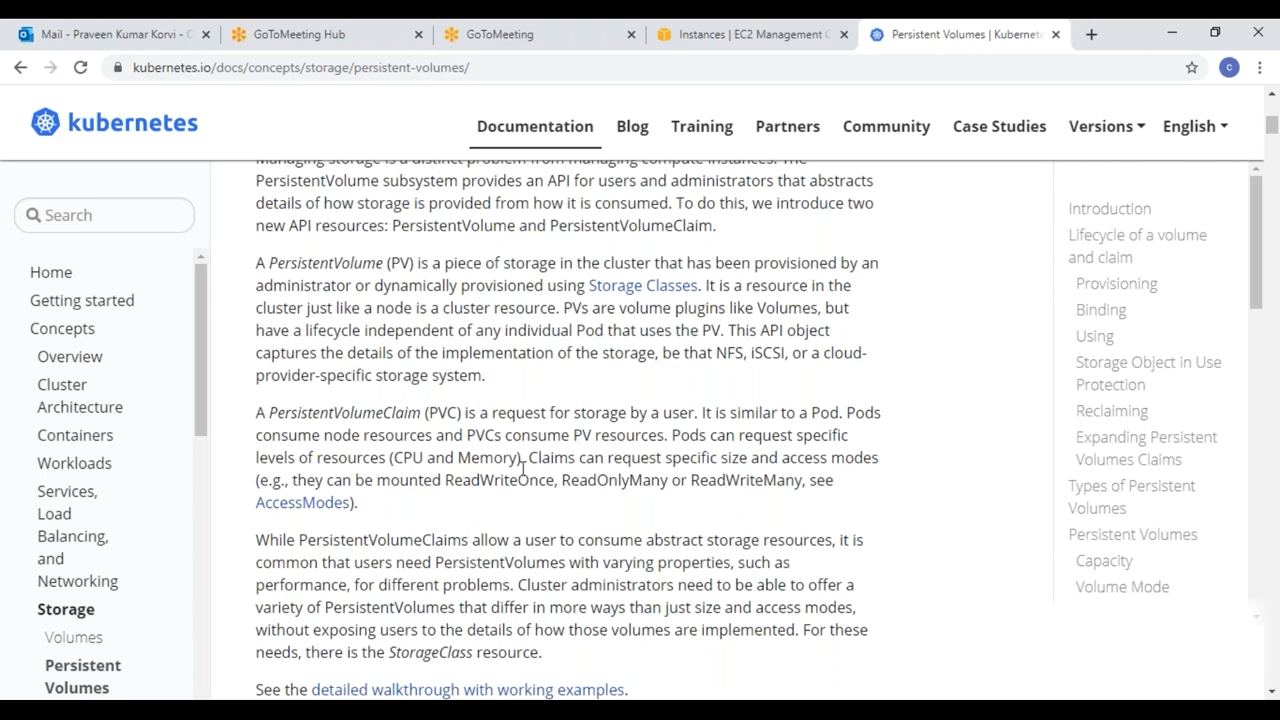 Mail - Praveen Kumar Korvi -
GoToMeeting Hub
GoToMeeting
Instances | EC2 Management
Persistent Volumes | Kubernete
kubernetes.io/docs/concepts/storage/persistent-volumes/
C
kubernetes
Documentation
Blog
Training
Partners
Community
Case Studies
Versions
English
Search
Home
Getting started
Concepts
Overview
Cluster
Architecture
Containers
Workloads
Services,
Load
Balancing,
and
Networking
Storage
Volumes
Persistent
Volumes
Managing storage is a distinct problem from managing compute instances. The
PersistentVolume subsystem provides an API for users and administrators that abstracts
details of how storage is provided from how it is consumed. To do this, we introduce two
new API resources: PersistentVolume and PersistentVolumeClaim.
A PersistentVolume (PV) is a piece of storage in the cluster that has been provisioned by an
administrator or dynamically provisioned using Storage Classes. It is a resource in the
cluster just like a node is a cluster resource. PVs are volume plugins like Volumes, but
have a lifecycle independent of any individual Pod that uses the PV. This API object
captures the details of the implementation of the storage, be that NFS, iSCSI, or a cloud-
provider-specific storage system.
A PersistentVolumeClaim (PVC) is a request for storage by a user. It is similar to a Pod. Pods
consume node resources and PVCs consume PV resources. Pods can request specific
levels of resources (CPU and Memory). Claims can request specific size and access modes
(e.g., they can be mounted ReadWriteOnce, ReadOnlyMany or ReadWriteMany, see
AccessModes).
While PersistentVolumeClaims allow a user to consume abstract storage resources, it is
common that users need PersistentVolumes with varying properties, such as
performance, for different problems. Cluster administrators need to be able to offer a
variety of PersistentVolumes that differ in more ways than just size and access modes,
without exposing users to the details of how those volumes are implemented. For these
needs, there is the StorageClass resource.
See the detailed walkthrough with working examples.
Introduction
Lifecycle of a volume
and claim
Provisioning
Binding
Using
Storage Object in Use
Protection
Reclaiming
Expanding Persistent
Volumes Claims
Types of Persistent
Volumes
Persistent Volumes
Capacity
Volume Mode